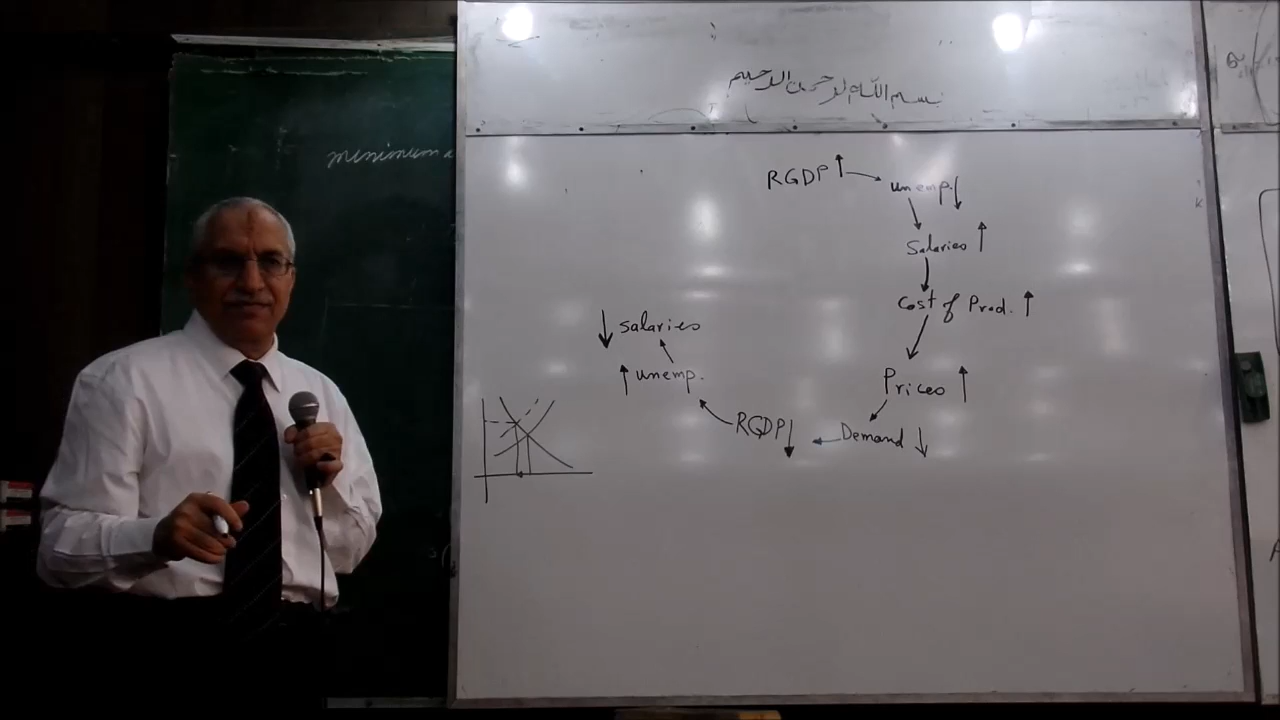 بسم الله الرحمن الرحيم
minimum
RGDP ↑ → unemp. ↓
Salaries ↑
Cost of Prod. ↑
↓ salaries
↑ unemp.
Prices ↑
RGDP ↓ ← Demand ↓